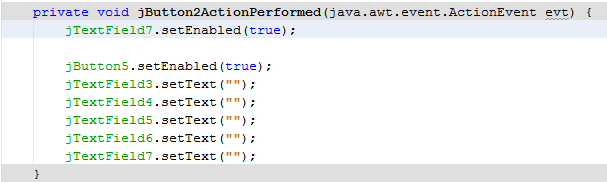 private void jButton2ActionPerformed(java.awt.event.ActionEvent evt) {
jTextField7.setEnabled(true);
jButton5.setEnabled(true);
jTextField3.setText("");
jTextField4.setText("");
jTextField5.setText("");
jTextField6.setText("");
jTextField7.setText("");
}